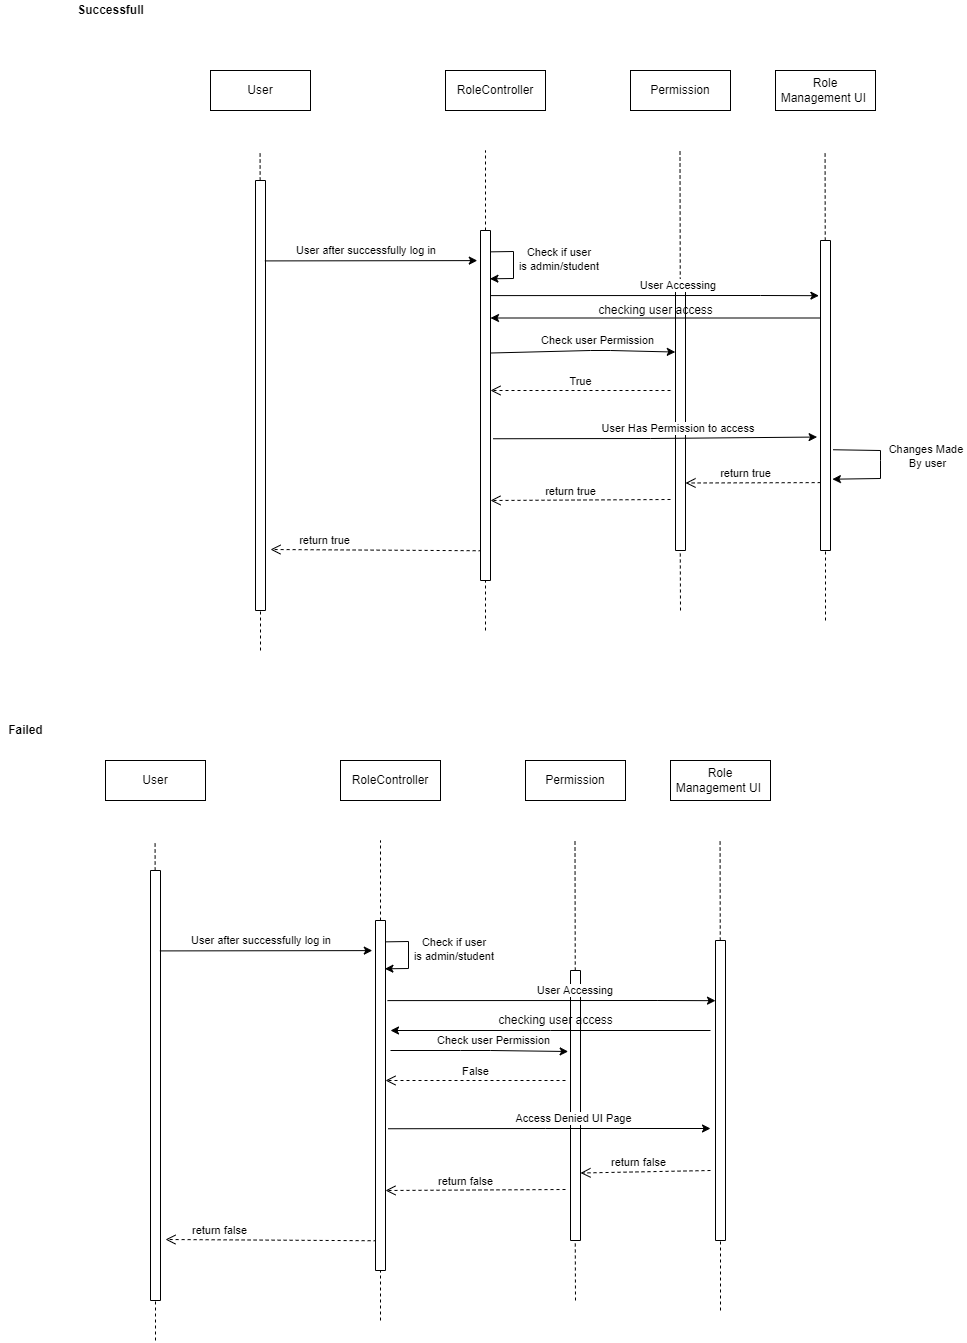 Successfull
User
RoleController
Permission
Role
Management UI
User after successfully log in
Check if user
is admin/student
User Accessing
checking user access
Check user Permission
True
User Has Permission to access
Changes Made
By user
return true
return true
return true
Failed
User
RoleController
Permission
Role
Management UI
User after successfully log in
Check if user
is admin/student
User Accessing
checking user access
Check user Permission
False
Access Denied UI Page
return false
return false
return false